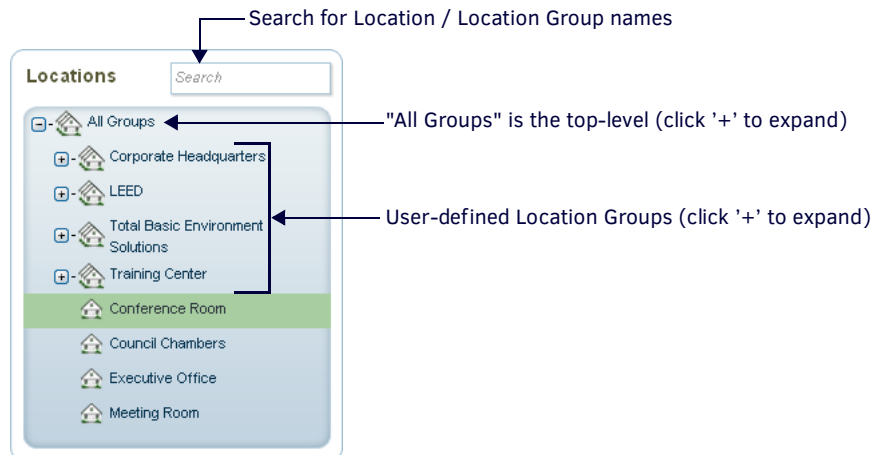 Search for Location / Location Group names
Locations
Search
All Groups
"All Groups" is the top-level (click '+' to expand)
Corporate Headquarters
LEED
Total Basic Environment
Solutions
User-defined Location Groups (click '+' to expand)
Training Center
Conference Room
Council Chambers
Executive Office
Meeting Room